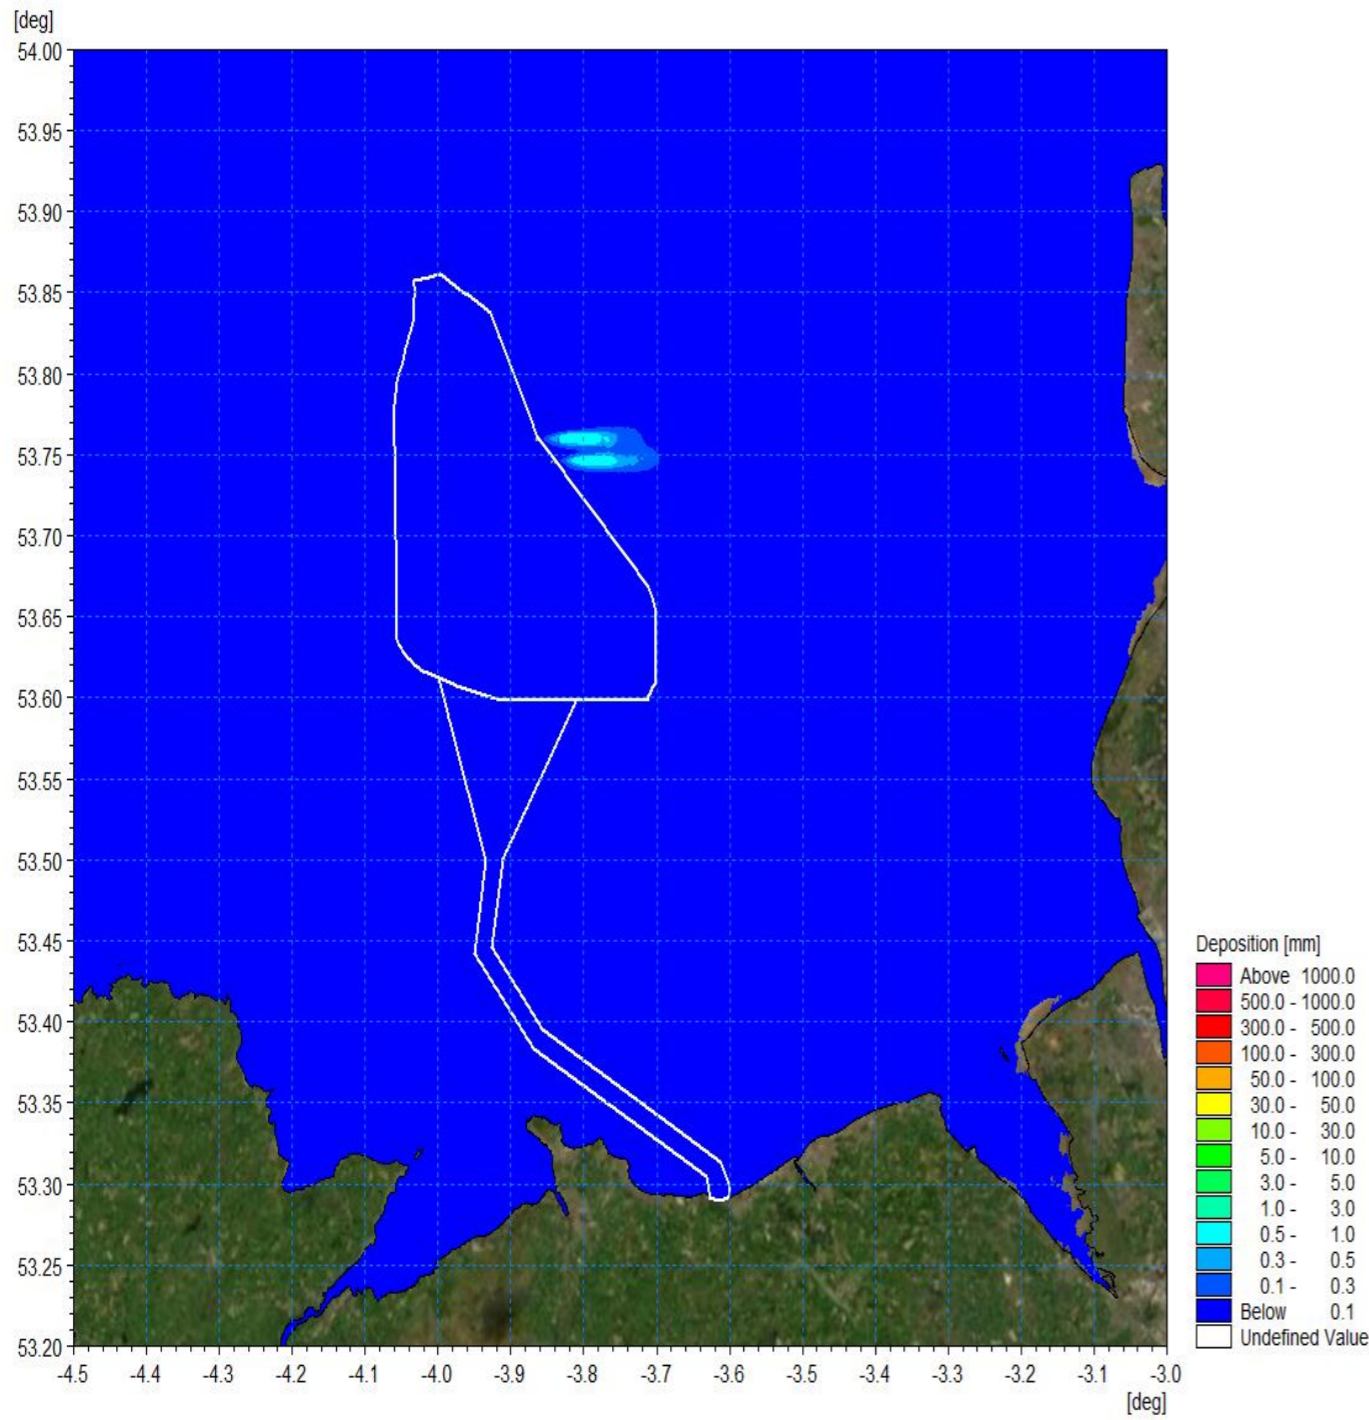 [deg]
54.00
53.95
53.90
53.85
53.80
53.75
53.70
53.65
53.60
53.55
53.50
53.45
53.40
53.35
53.30
53.25
53.20
-4.5 -4.4 -4.3 -4.2 -4.1 -4.0 -3.9 -3.8 -3.7 -3.6 -3.5 -3.4 -3.3 -3.2 -3.1 -3.0
[deg]
Deposition [mm]
Above 1000.0
500.0 - 1000.0
300.0 - 500.0
100.0 - 300.0
50.0 - 100.0
30.0 - 50.0
10.0 - 30.0
5.0 - 10.0
3.0 - 5.0
1.0 - 3.0
0.5 - 1.0
0.3 - 0.5
0.1 - 0.3
Below 0.1
Undefined Value